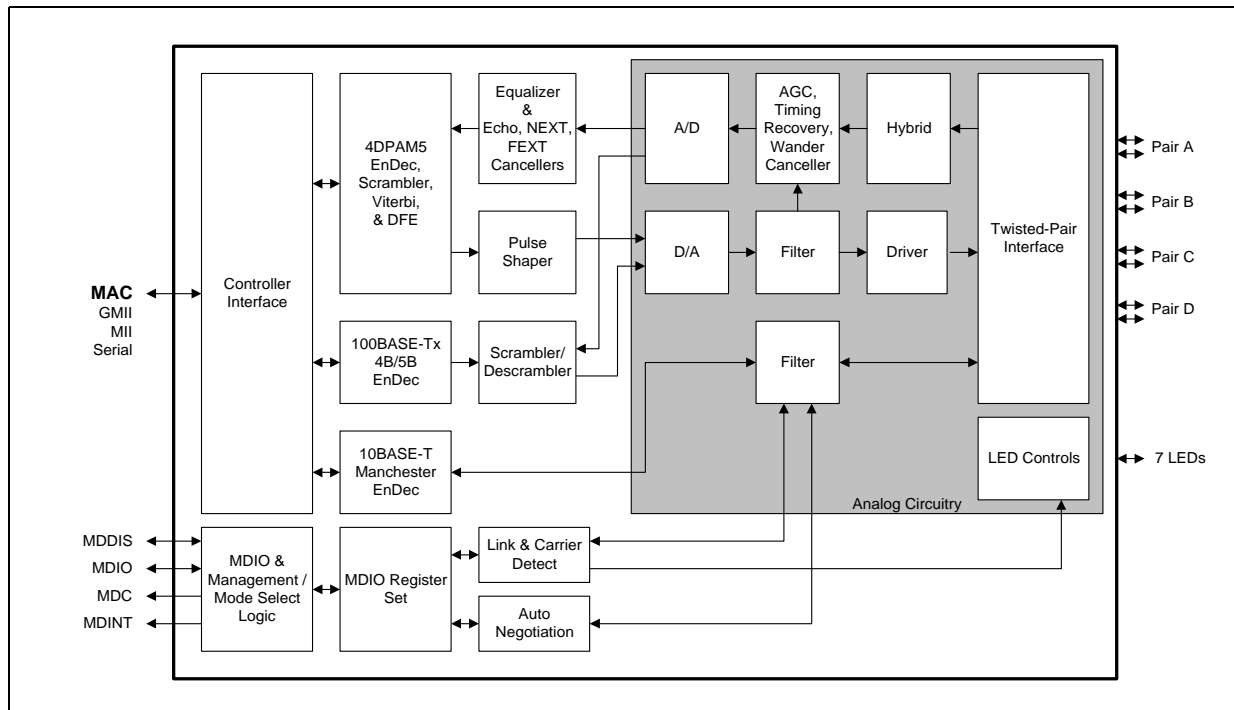 MAC
GMII
MII
Serial
MDDIS
MDIO
MDC
MDINT
Controller
Interface
MDIO &
Management /
Mode Select
Logic
4DPAM5
EnDec,
Scrambler,
Viterbi,
& DFE
100BASE-Tx
4B/5B
EnDec
10BASE-T
Manchester
EnDec
MDIO Register
Set
Equalizer
&
Echo, NEXT,
FEXT
Cancellers
Pulse
Shaper
Scrambler/
Descrambler
Link & Carrier
Detect
Auto
Negotiation
A/D
D/A
AGC,
Timing
Recovery,
Wander
Canceller
Filter
Filter
Hybrid
Driver
Twisted-Pair
Interface
LED Controls
Analog Circuitry
Pair A
Pair B
Pair C
Pair D
7 LEDs